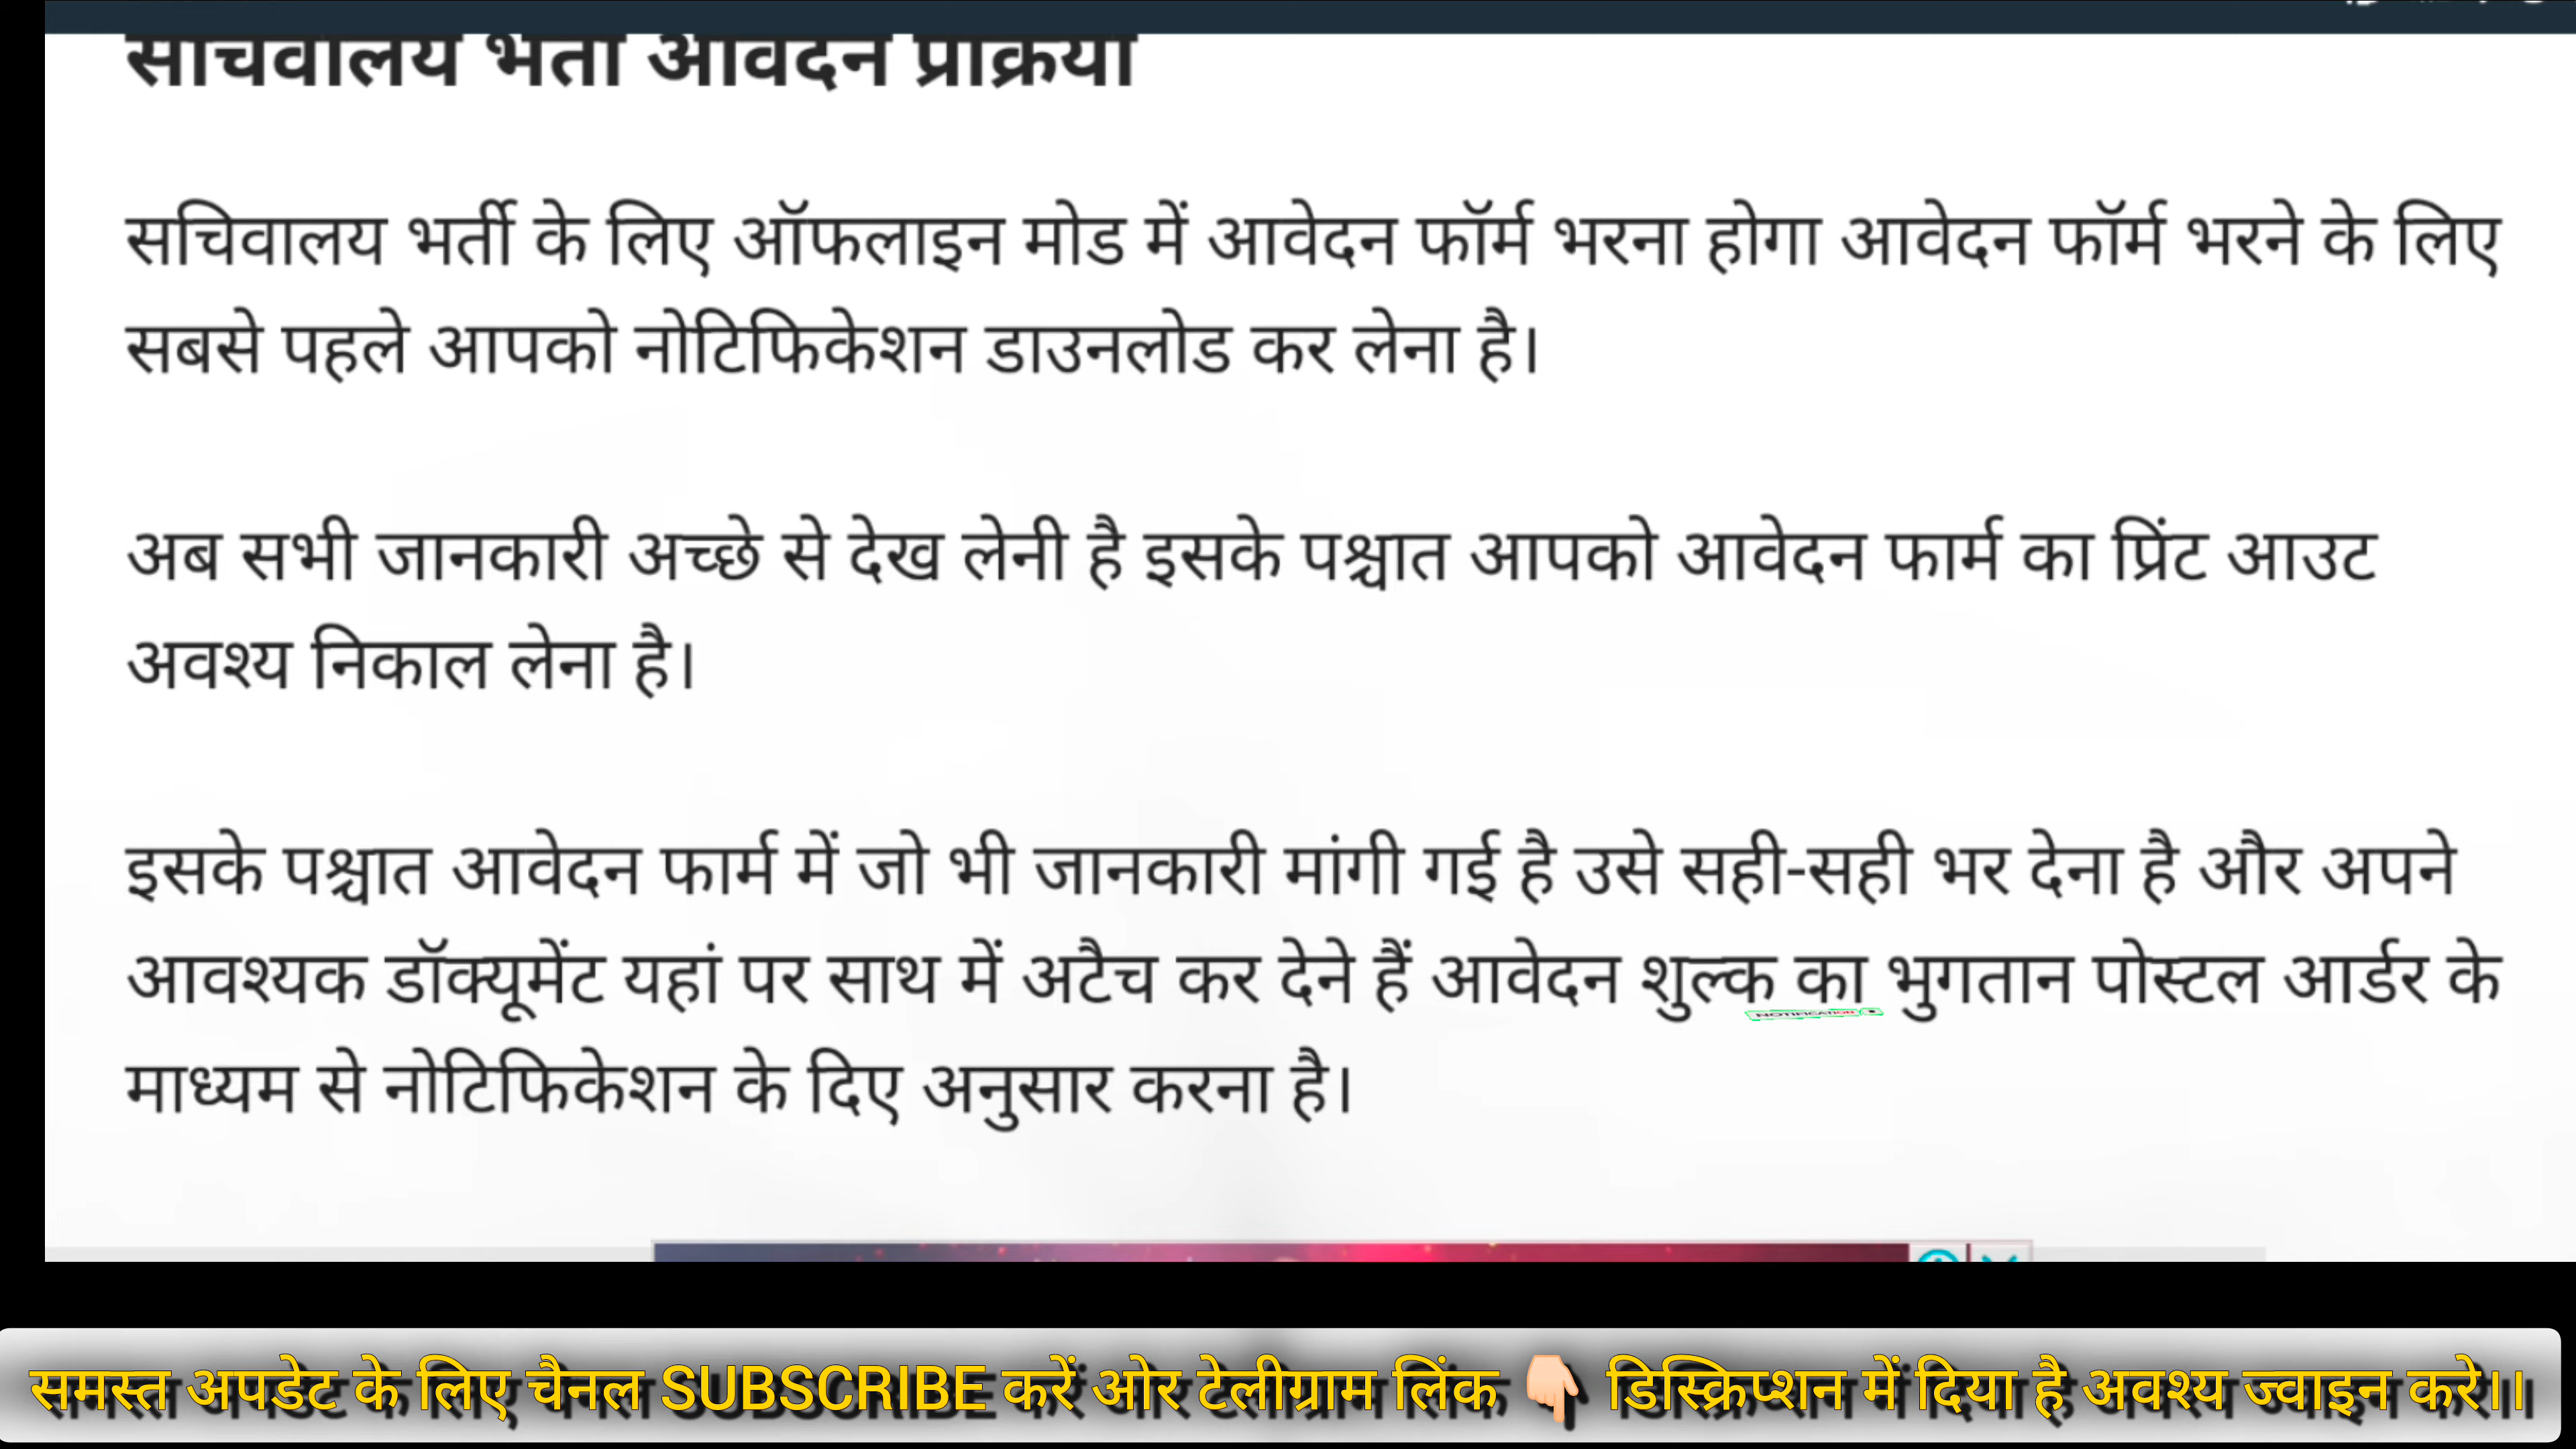 सचिवालय भर्ती आवेदन प्रक्रिया
सचिवालय भर्ती के लिए ऑफलाइन मोड में आवेदन फॉर्म भरना होगा आवेदन फॉर्म भरने के लिए
सबसे पहले आपको नोटिफिकेशन डाउनलोड कर लेना है।
अब सभी जानकारी अच्छे से देख लेनी है इसके पश्चात आपको आवेदन फार्म का प्रिंट आउट
अवश्य निकाल लेना है।
इसके पश्चात आवेदन फार्म में जो भी जानकारी मांगी गई है उसे सही-सही भर देना है और अपने
आवश्यक डॉक्यूमेंट यहां पर साथ में अटैच कर देने हैं आवेदन शुल्क का भुगतान पोस्टल आर्डर के
NOTIFICATION
माध्यम से नोटिफिकेशन के दिए अनुसार करना है।
समस्त अपडेट के लिए चैनल SUBSCRIBE करें ओर टेलीग्राम लिंक 👇 डिस्क्रिप्शन में दिया है अवश्य ज्वाइन करे।।